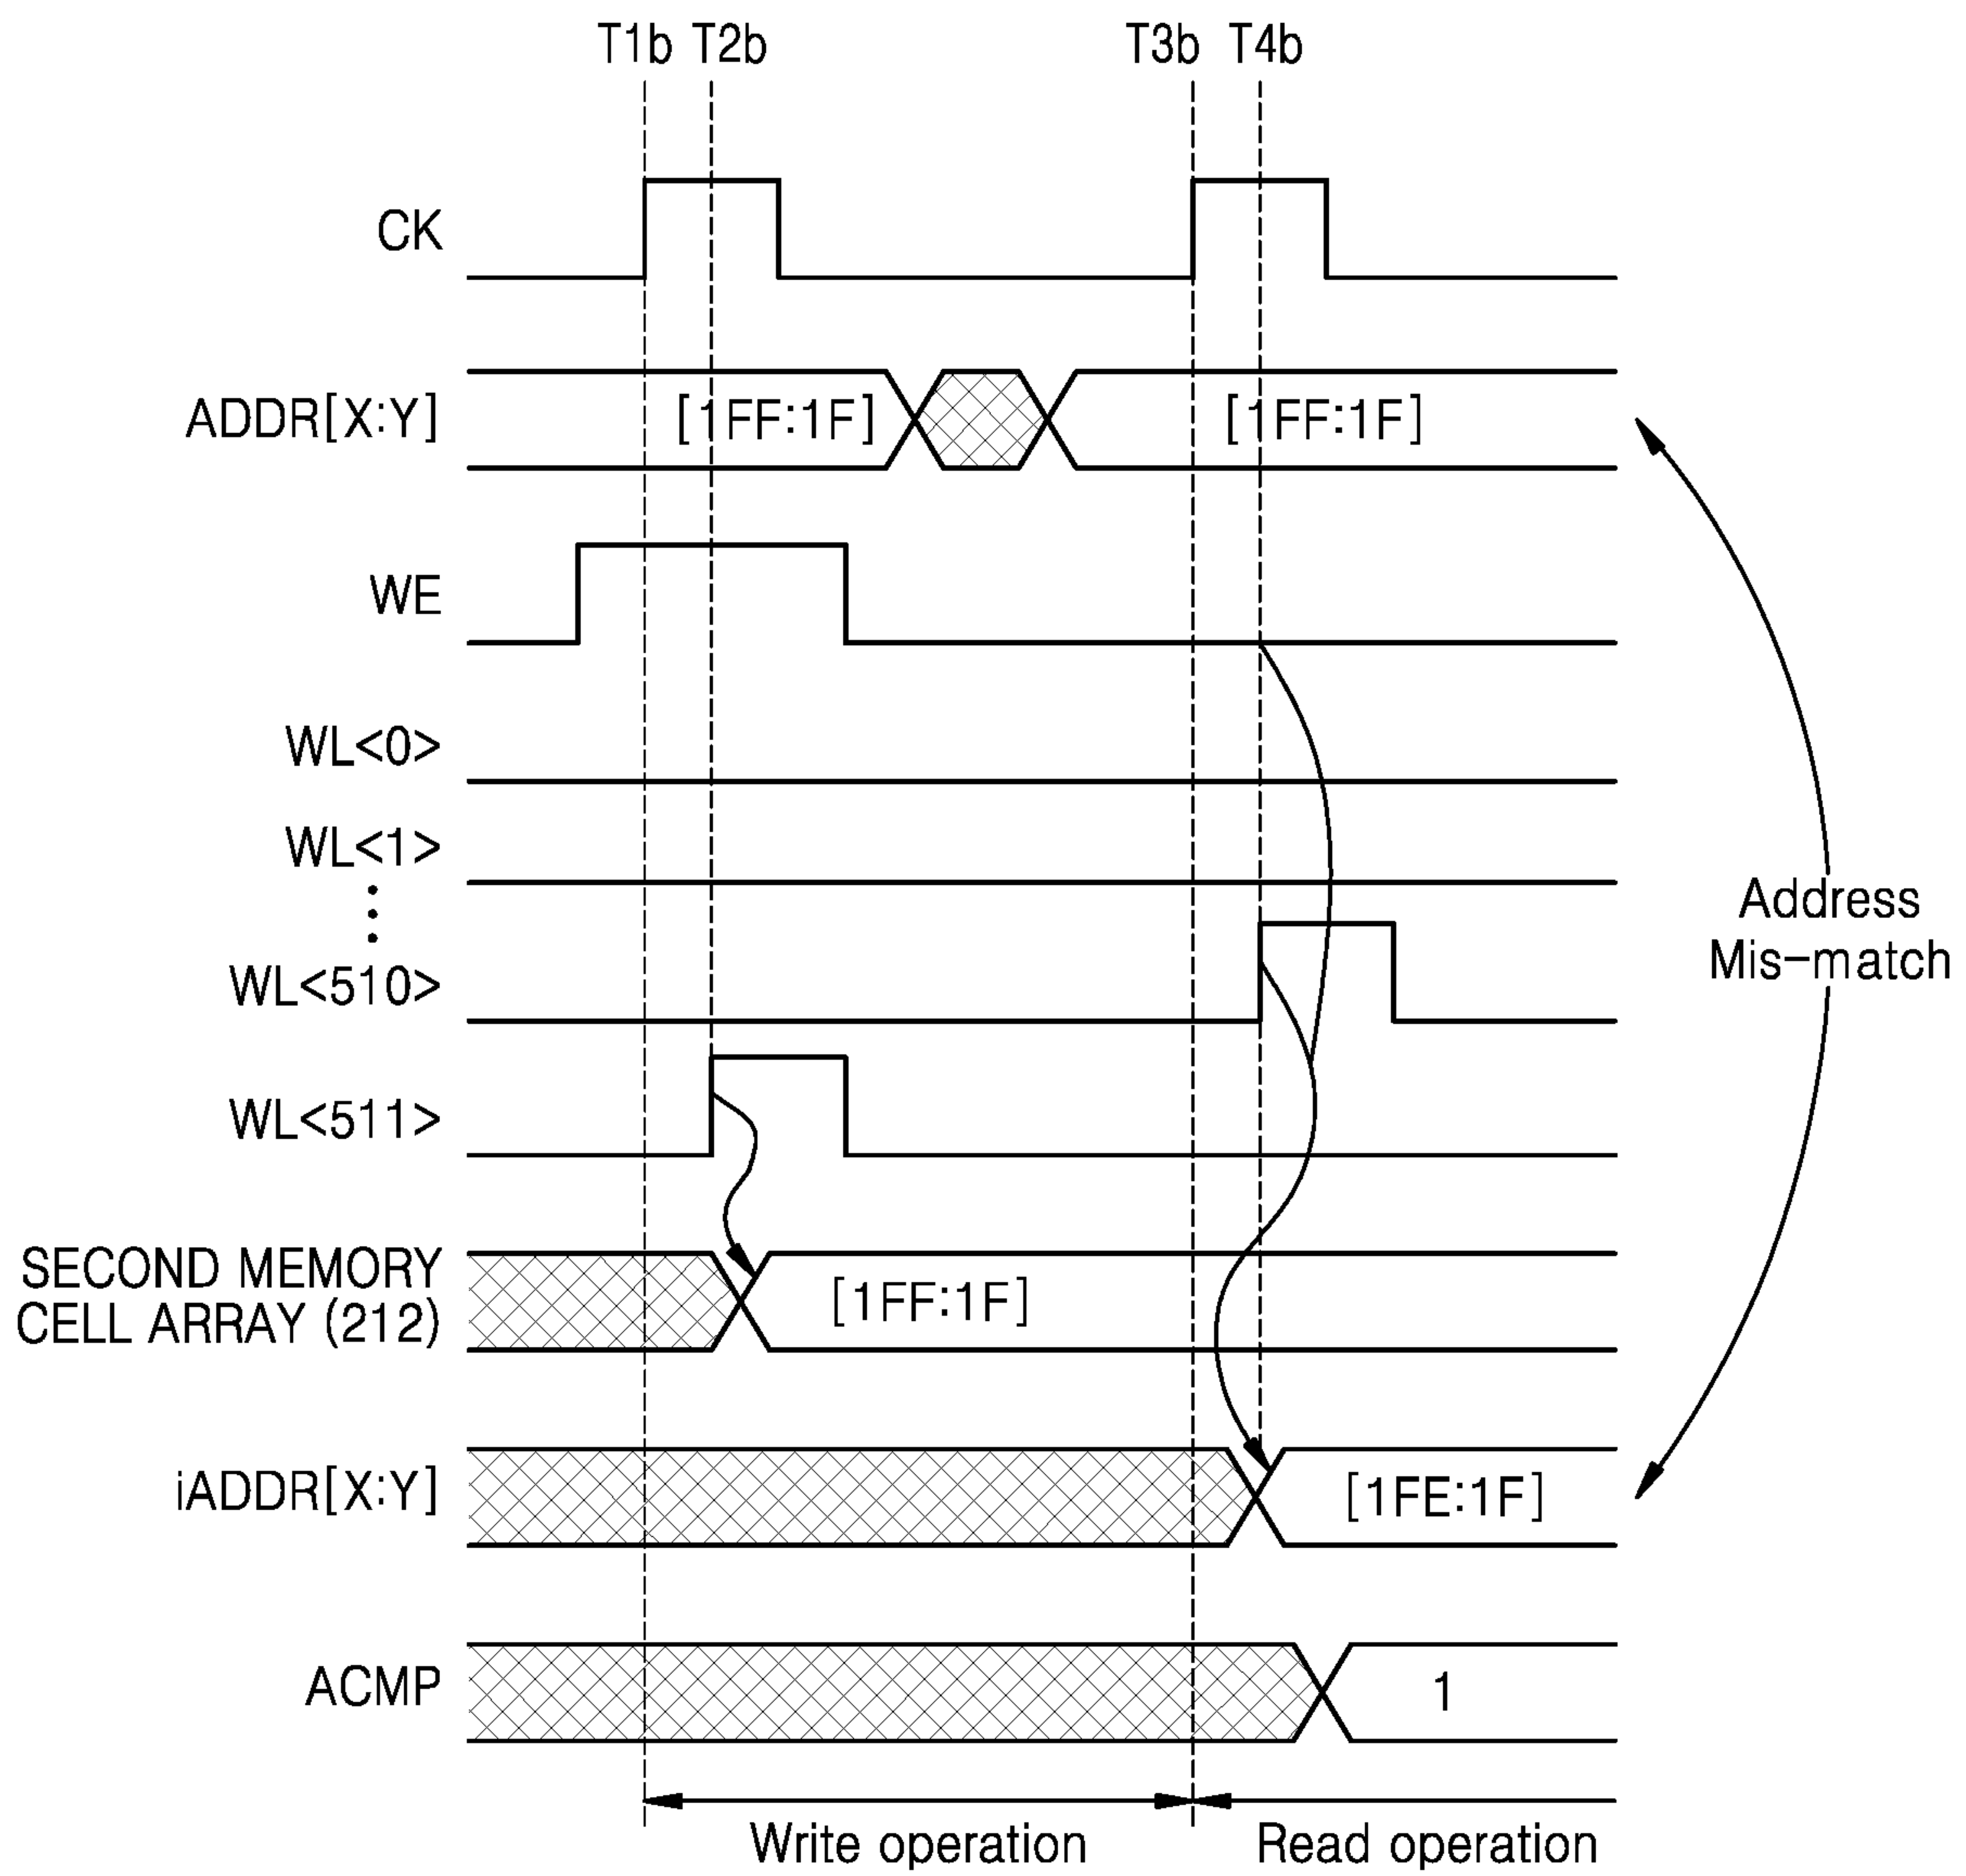 T1b T2b T3b T4b
CK
ADDR[X:Y] [1FF:1F] [1FF:1F]
WE
WL<0>
WL<1>
WL<510>
WL<511>
Address
Mis-match
SECOND MEMORY
CELL ARRAY (212) [1FF:1F]
iADDR[X:Y] [1FE:1F]
ACMP 1
Write operation Read operation